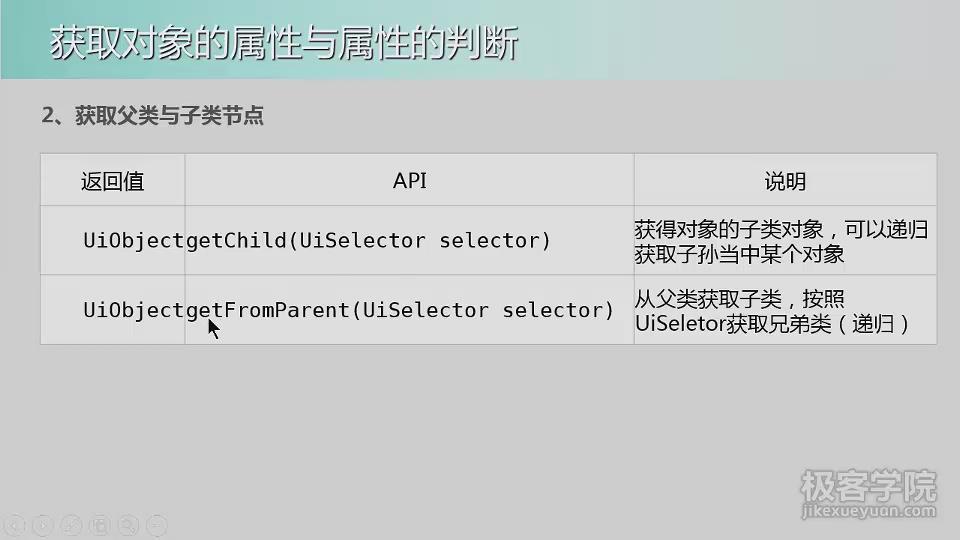 获取对象的属性与属性的判断
2、获取父类与子类节点
返回值 API 说明
UiObject getChild(UiSelector selector) 获得对象的子类对象，可以递归
获取子孙当中某个对象
UiObject getFromParent(UiSelector selector) 从父类获取子类，按照
UiSeletor获取兄弟类（递归）
极客学院
jikexueyuan.com